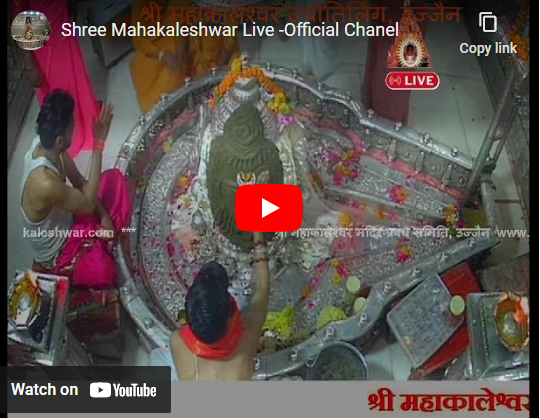 श्री महाकालेश्वर ज्योतिर्लिंग, उज्जैन
Shree Mahakaleshwar Live -Official Chanel
Copy link
LIVE
kaloshwar.com ***
श्री महाकालेश्वर मंदिर प्रबंध समिति, उज्जैन www.
Watch on YouTube
श्री महाकालेश्वर